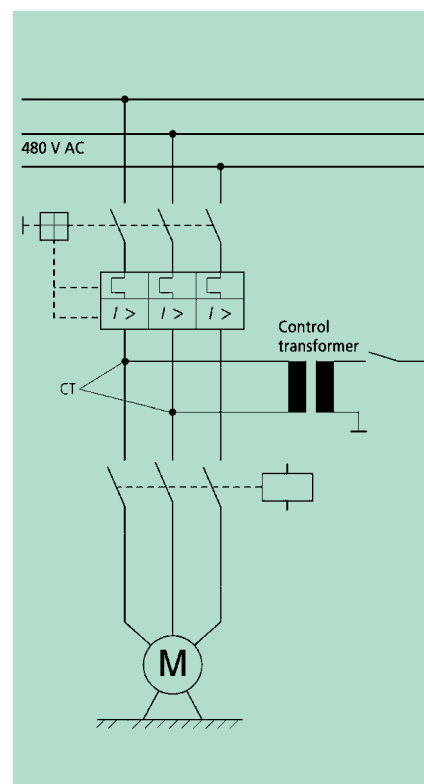 480 V AC
I >
I >
I >
Control
transformer
CT
M